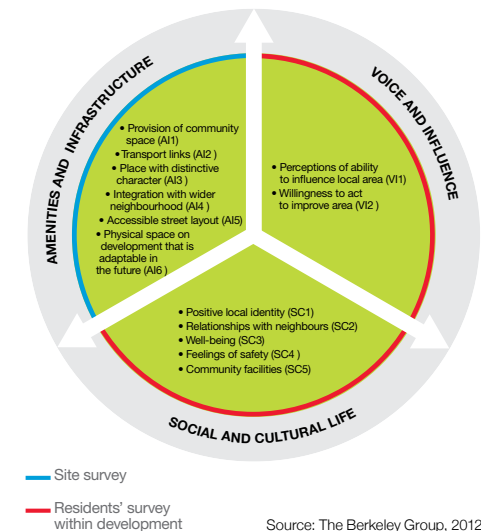 AMENITIES AND INFRASTRUCTURE
• Provision of community
space (AI1)
• Transport links (AI2 )
• Place with distinctive
character (AI3 )
• Integration with wider
neighbourhood (AI4 )
• Accessible street layout (AI5)
• Physical space on
development that is
adaptable in
the future (AI6 )
VOICE AND INFLUENCE
• Perceptions of ability
to influence local area (VI1)
• Willingness to act
to improve area (VI2 )
• Positive local identity (SC1)
• Relationships with neighbours (SC2)
• Well-being (SC3)
• Feelings of safety (SC4 )
• Community facilities (SC5)
SOCIAL AND CULTURAL LIFE
Site survey
Residents' survey
within development
Source: The Berkeley Group, 2012